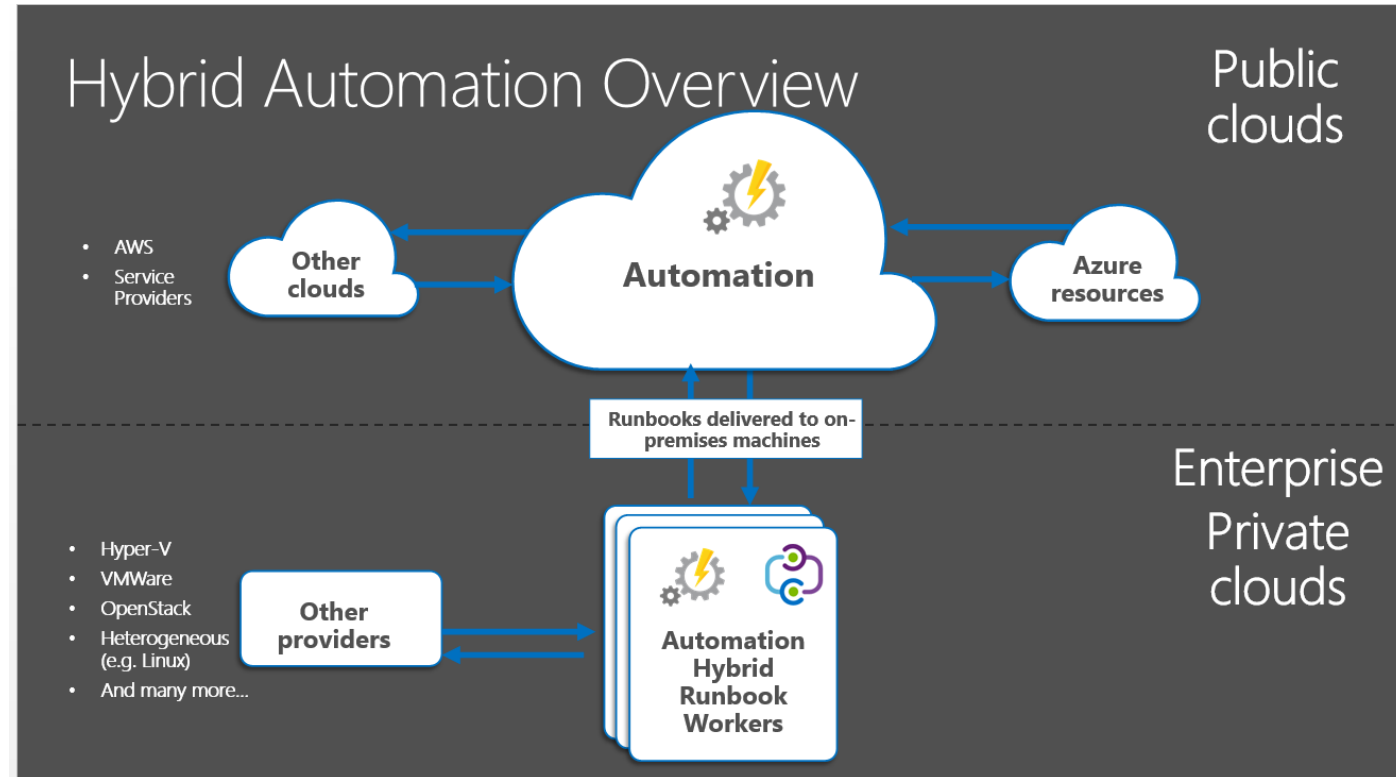 Hybrid Automation Overview
Public
clouds
• AWS
• Service
Providers
Other
clouds
Automation
Azure
resources
Runbooks delivered to on-
premises machines
Enterprise
Private
clouds
• Hyper-V
• VMWare
• OpenStack
• Heterogeneous
(e.g. Linux)
• And many more...
Other
providers
Automation
Hybrid
Runbook
Workers